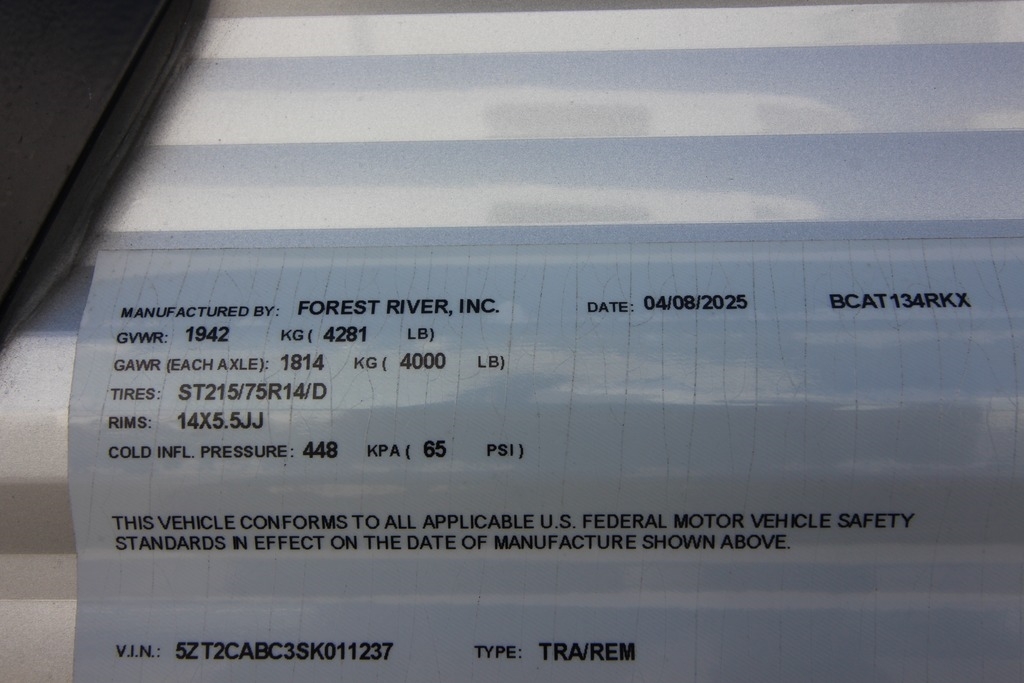 MANUFACTURED BY: FOREST RIVER, INC. DATE: 04/08/2025 BCAT134RKX
GVWR: 1942 KG ( 4281 LB)
GAWR (EACH AXLE): 1814 KG ( 4000 LB)
TIRES: ST215/75R14/D
RIMS: 14X5.5JJ
COLD INFL. PRESSURE: 448 KPA ( 65 PSI )
THIS VEHICLE CONFORMS TO ALL APPLICABLE U.S. FEDERAL MOTOR VEHICLE SAFETY
STANDARDS IN EFFECT ON THE DATE OF MANUFACTURE SHOWN ABOVE.
V.I.N.: 5ZT2CABC3SK011237 TYPE: TRA/REM